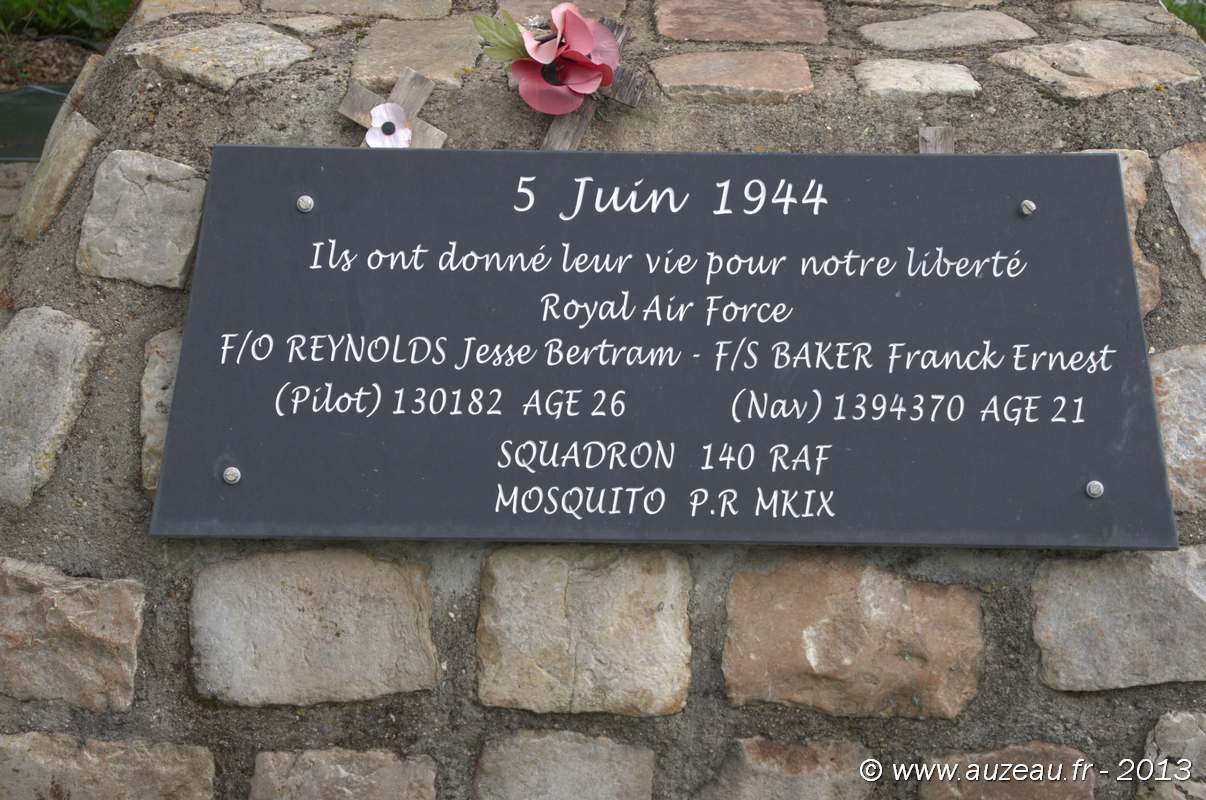 5 Juin 1944
Ils ont donné leur vie pour notre liberté
Royal Air Force
F/O REYNOLDS Jesse Bertram - F/S BAKER Franck Ernest
(Pilot) 130182 AGE 26 (Nav) 1394370 AGE 21
SQUADRON 140 RAF
MOSQUITO P.R MKIX
© www.auzeau.fr - 2013